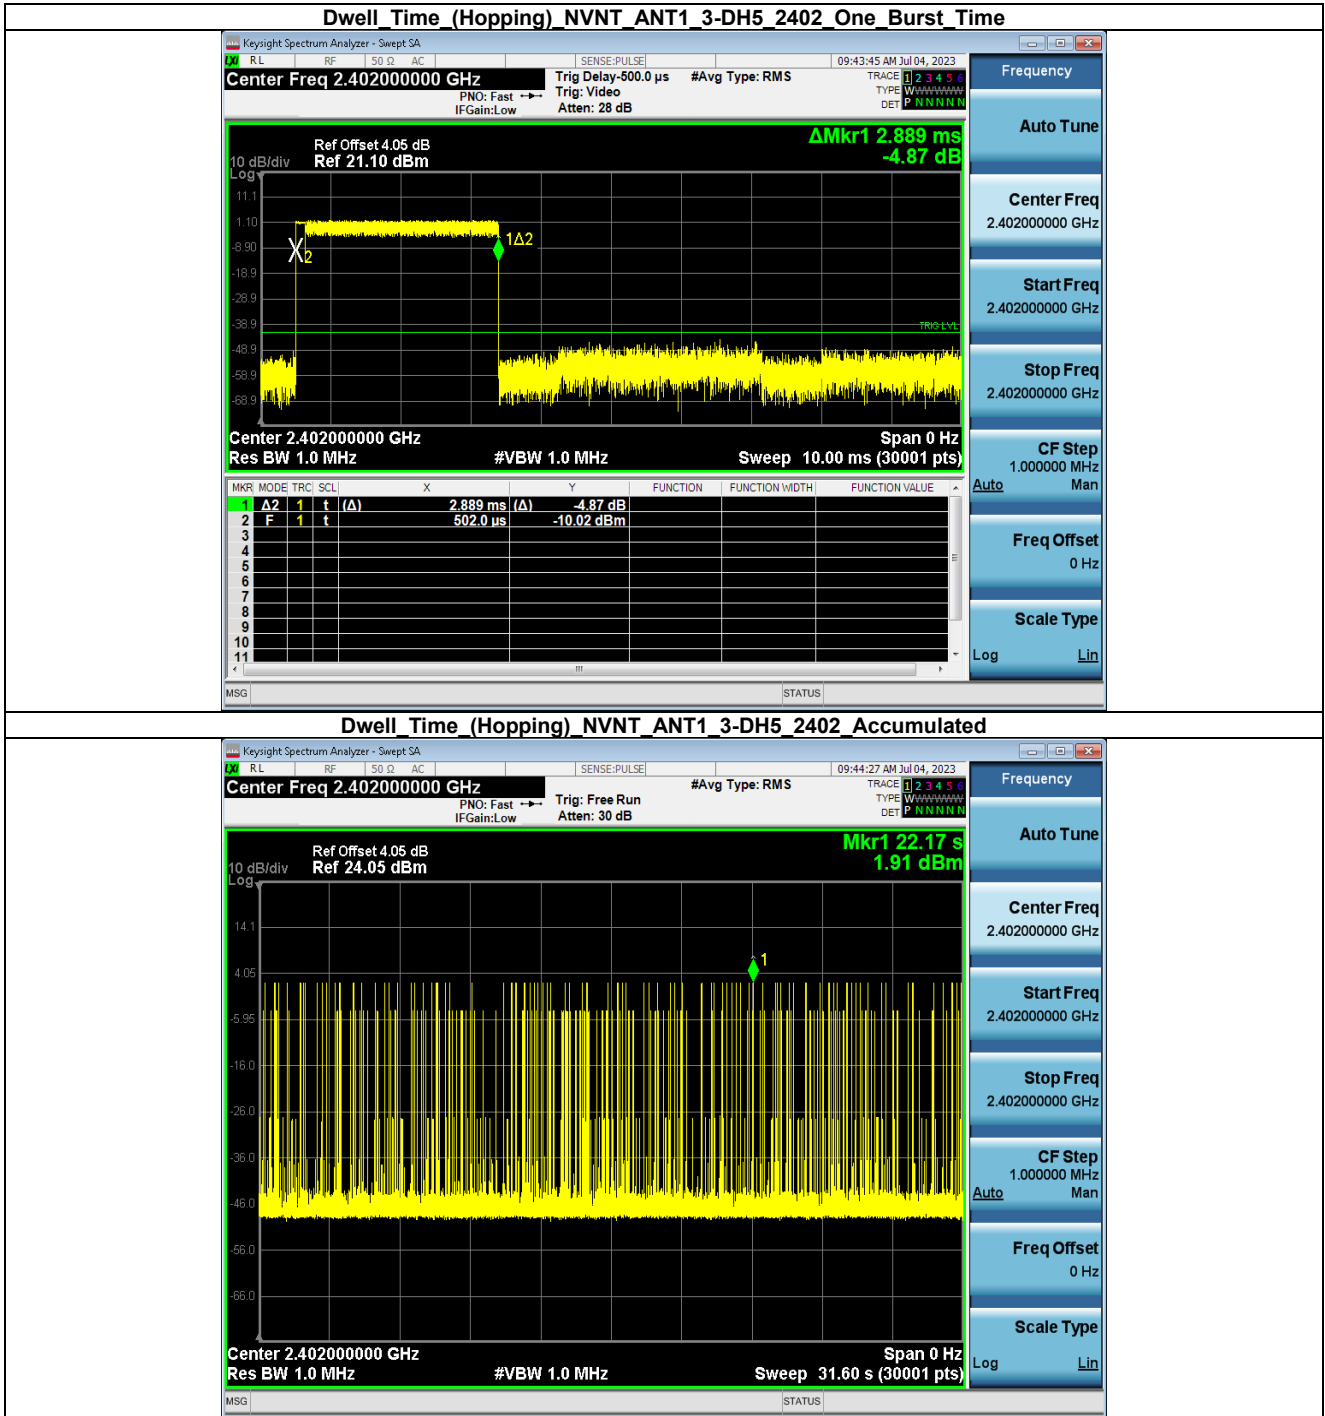 Dwell_Time_(Hopping)_NVNT_ANT1_3-DH5_2402_One_Burst_Time
Keysight Spectrum Analyzer - Swept SA
LXI RL RF 50 Ω AC SENSE:PULSE 09:43:45 AM Jul 04, 2023
Center Freq 2.402000000 GHz
PNO: Fast
IFGain:Low
Trig Delay-500.0 µs
Trig: Video
Atten: 28 dB
#Avg Type: RMS
TRACE 1 2 3 4 5 6
TYPE WWWWWW
DET P N N N N N
Ref Offset 4.05 dB
10 dB/div Ref 21.10 dBm
Log
ΔMkr1 2.889 ms
-4.87 dB
11.1
1.10
-8.90
-18.9
-28.9
-38.9
-48.9
-58.9
-68.9
2
1Δ2
TRIG LVL
Center 2.402000000 GHz Span 0 Hz
Res BW 1.0 MHz #VBW 1.0 MHz Sweep 10.00 ms (30001 pts)
MKR MODE TRC SCL X Y FUNCTION FUNCTION WIDTH FUNCTION VALUE
1 Δ2 1 t (Δ) 2.889 ms (Δ) -4.87 dB
2 F 1 t 502.0 µs -10.02 dBm
3
4
5
6
7
8
9
10
11
MSG STATUS
Frequency
Auto Tune
Center Freq
2.402000000 GHz
Start Freq
2.402000000 GHz
Stop Freq
2.402000000 GHz
CF Step
1.000000 MHz
Auto Man
Freq Offset
0 Hz
Scale Type
Log Lin
Dwell_Time_(Hopping)_NVNT_ANT1_3-DH5_2402_Accumulated
Keysight Spectrum Analyzer - Swept SA
LXI RL RF 50 Ω AC SENSE:PULSE 09:44:27 AM Jul 04, 2023
Center Freq 2.402000000 GHz
PNO: Fast
IFGain:Low
Trig: Free Run
Atten: 30 dB
#Avg Type: RMS
TRACE 1 2 3 4 5 6
TYPE WWWWWW
DET P N N N N N
Ref Offset 4.05 dB
10 dB/div Ref 24.05 dBm
Log
Mkr1 22.17 s
1.91 dBm
14.1
4.05
-5.95
-16.0
-26.0
-36.0
-46.0
-56.0
-66.0
1
Center 2.402000000 GHz Span 0 Hz
Res BW 1.0 MHz #VBW 1.0 MHz Sweep 31.60 s (30001 pts)
MSG STATUS
Frequency
Auto Tune
Center Freq
2.402000000 GHz
Start Freq
2.402000000 GHz
Stop Freq
2.402000000 GHz
CF Step
1.000000 MHz
Auto Man
Freq Offset
0 Hz
Scale Type
Log Lin